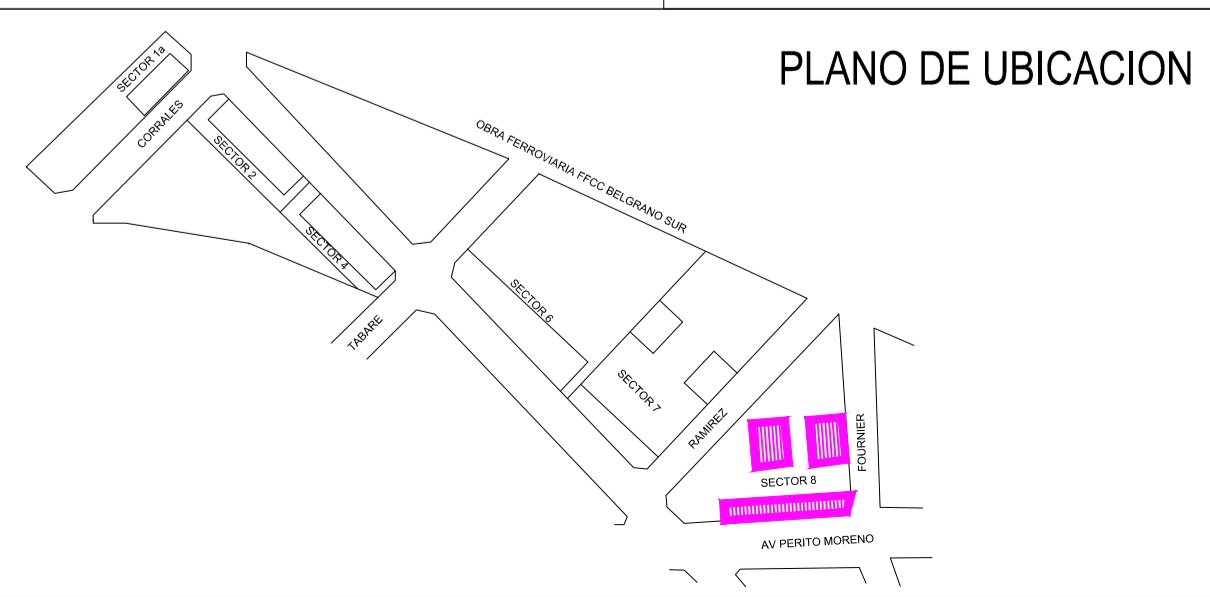 PLANO DE UBICACION
SECTOR 1a
CORRALES
SECTOR 2
SECTOR 4
TABARE
OBRA FERROVIARIA FFCC BELGRANO SUR
SECTOR 6
SECTOR 7
RAMIREZ
FOURNIER
SECTOR 8
AV PERITO MORENO